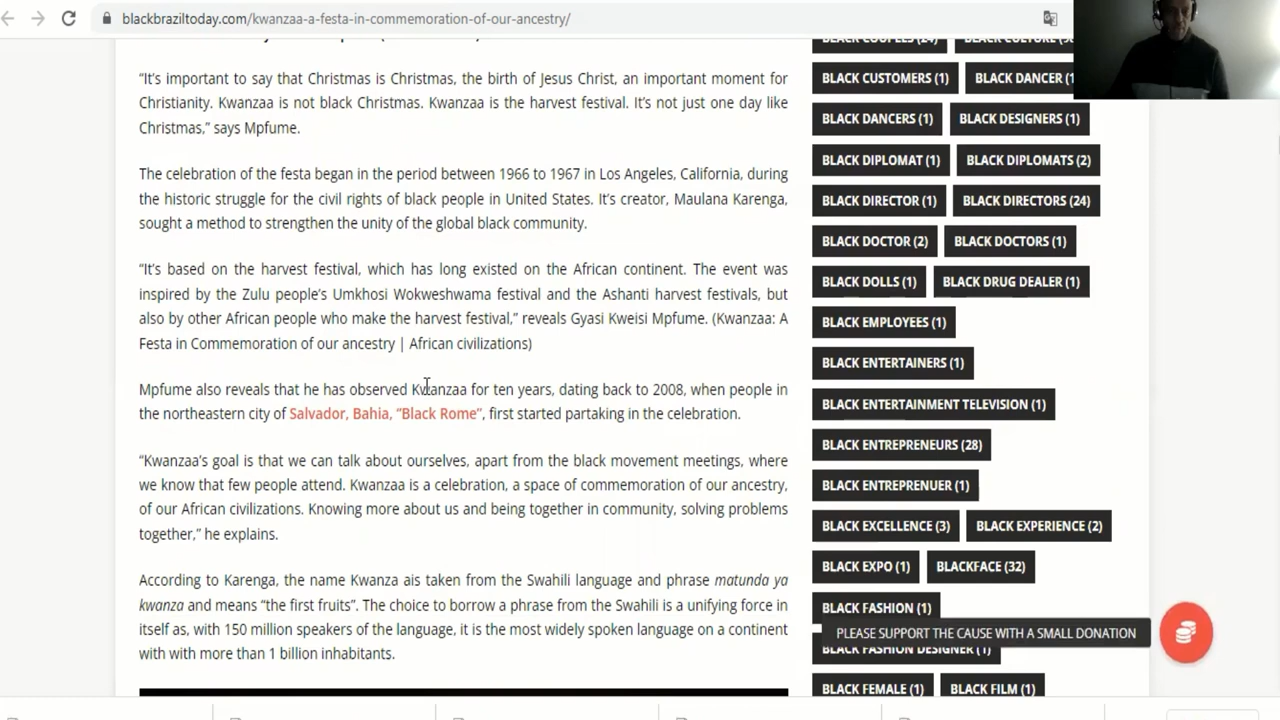 blackbraziltoday.com/kwanzaa-a-festa-in-commemoration-of-our-ancestry/
“It’s important to say that Christmas is Christmas, the birth of Jesus Christ, an important moment for
Christianity. Kwanzaa is not black Christmas. Kwanzaa is the harvest festival. It’s not just one day like
Christmas,” says Mpfume.
The celebration of the festa began in the period between 1966 to 1967 in Los Angeles, California, during
the historic struggle for the civil rights of black people in United States. It’s creator, Maulana Karenga,
sought a method to strengthen the unity of the global black community.
“It’s based on the harvest festival, which has long existed on the African continent. The event was
inspired by the Zulu people’s Umkhosi Wokweshwama festival and the Ashanti harvest festivals, but
also by other African people who make the harvest festival,” reveals Gyasi Kweisi Mpfume. (Kwanzaa: A
Festa in Commemoration of our ancestry | African civilizations)
Mpfume also reveals that he has observed Kwanzaa for ten years, dating back to 2008, when people in
the northeastern city of Salvador, Bahia, “Black Rome”, first started partaking in the celebration.
“Kwanzaa’s goal is that we can talk about ourselves, apart from the black movement meetings, where
we know that few people attend. Kwanzaa is a celebration, a space of commemoration of our ancestry,
of our African civilizations. Knowing more about us and being together in community, solving problems
together,” he explains.
According to Karenga, the name Kwanza ais taken from the Swahili language and phrase matunda ya
kwanza and means “the first fruits”. The choice to borrow a phrase from the Swahili is a unifying force in
itself as, with 150 million speakers of the language, it is the most widely spoken language on a continent
with with more than 1 billion inhabitants.
BLACK COUPLES (24) BLACK CULTURE
BLACK CUSTOMERS (1) BLACK DANCER
BLACK DANCERS (1) BLACK DESIGNERS (1)
BLACK DIPLOMAT (1) BLACK DIPLOMATS (2)
BLACK DIRECTOR (1) BLACK DIRECTORS (24)
BLACK DOCTOR (2) BLACK DOCTORS (1)
BLACK DOLLS (1) BLACK DRUG DEALER (1)
BLACK EMPLOYEES (1)
BLACK ENTERTAINERS (1)
BLACK ENTERTAINMENT TELEVISION (1)
BLACK ENTREPRENEURS (28)
BLACK ENTREPRENUER (1)
BLACK EXCELLENCE (3) BLACK EXPERIENCE (2)
BLACK EXPO (1) BLACKFACE (32)
BLACK FASHION (1)
PLEASE SUPPORT THE CAUSE WITH A SMALL DONATION
BLACK FASHION DESIGNER (1)
BLACK FEMALE (1) BLACK FILM (1)